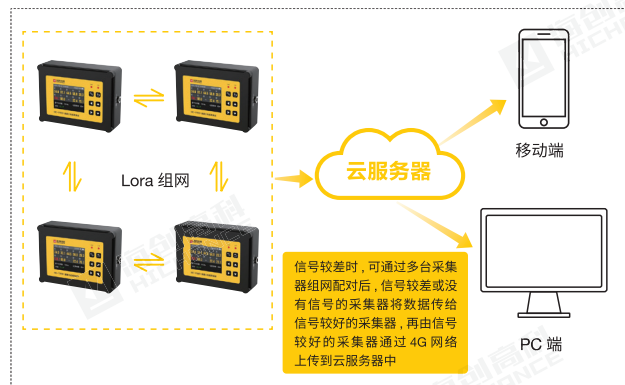 Lora 组网
云服务器
移动端
信号较差时，可通过多台采集
器组网配对后，信号较差或没
有信号的采集器将数据传给
信号较好的采集器，再由信号
较好的采集器通过 4G 网络
上传到云服务器中
PC 端